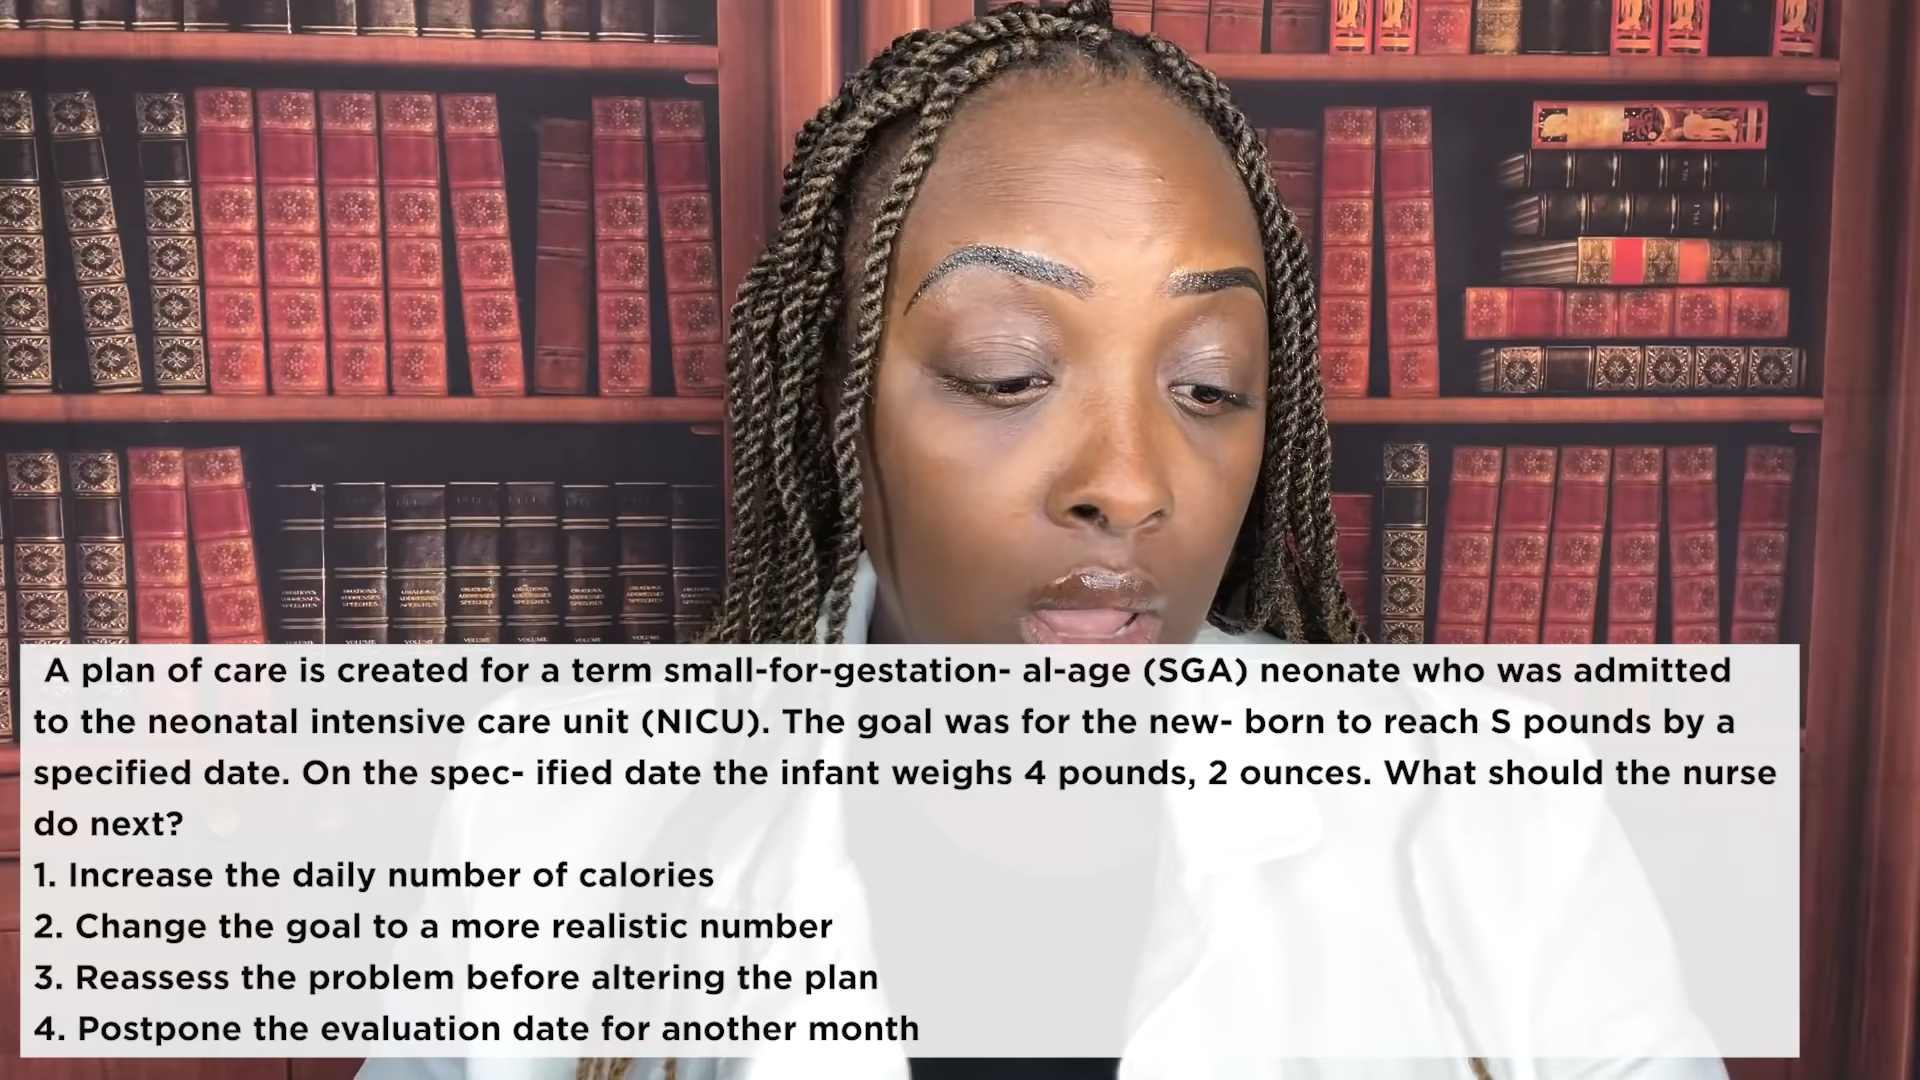 ORATIONS
ADDRESSES
SPEECHES
VOLUME
A plan of care is created for a term small-for-gestation- al-age (SGA) neonate who was admitted
to the neonatal intensive care unit (NICU). The goal was for the new- born to reach S pounds by a
specified date. On the spec- ified date the infant weighs 4 pounds, 2 ounces. What should the nurse
do next?
1. Increase the daily number of calories
2. Change the goal to a more realistic number
3. Reassess the problem before altering the plan
4. Postpone the evaluation date for another month